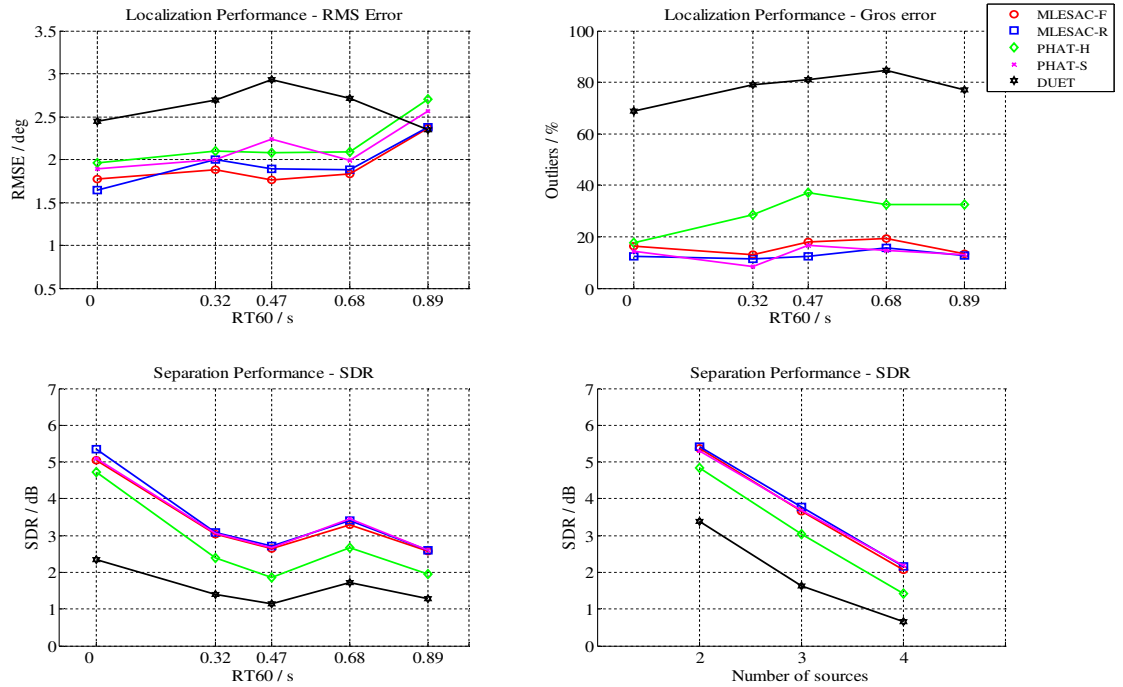 Localization Performance - RMS Error
3.5
3
2.5
2
1.5
1
0.5
RMSE / deg
0
0.32
0.47
0.68
0.89
RT60 / s
Localization Performance - Gros error
100
80
60
40
20
0
Outliers / %
0
0.32
0.47
0.68
0.89
RT60 / s
MLESAC-F
MLESAC-R
PHAT-H
PHAT-S
DUET
Separation Performance - SDR
7
6
5
4
3
2
1
0
SDR / dB
0
0.32
0.47
0.68
0.89
RT60 / s
Separation Performance - SDR
7
6
5
4
3
2
1
0
SDR / dB
2
3
4
Number of sources